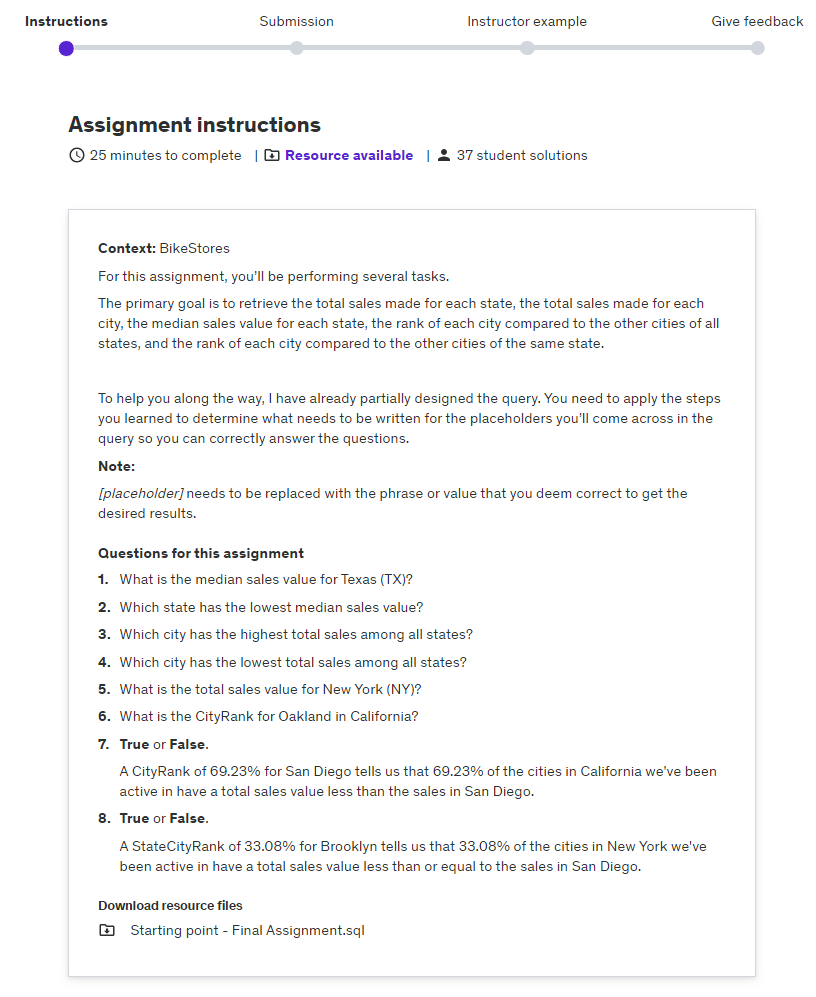 Instructions
Submission
Instructor example
Give feedback
Assignment instructions
25 minutes to complete | Resource available | 37 student solutions
Context: BikeStores
For this assignment, you'll be performing several tasks.
The primary goal is to retrieve the total sales made for each state, the total sales made for each
city, the median sales value for each state, the rank of each city compared to the other cities of all
states, and the rank of each city compared to the other cities of the same state.
To help you along the way, I have already partially designed the query. You need to apply the steps
you learned to determine what needs to be written for the placeholders you'll come across in the
query so you can correctly answer the questions.
Note:
[placeholder] needs to be replaced with the phrase or value that you deem correct to get the
desired results.
Questions for this assignment
1. What is the median sales value for Texas (TX)?
2. Which state has the lowest median sales value?
3. Which city has the highest total sales among all states?
4. Which city has the lowest total sales among all states?
5. What is the total sales value for New York (NY)?
6. What is the CityRank for Oakland in California?
7. True or False.
A CityRank of 69.23% for San Diego tells us that 69.23% of the cities in California we've been
active in have a total sales value less than the sales in San Diego.
8. True or False.
A StateCityRank of 33.08% for Brooklyn tells us that 33.08% of the cities in New York we've
been active in have a total sales value less than or equal to the sales in San Diego.
Download resource files
Starting point - Final Assignment.sql